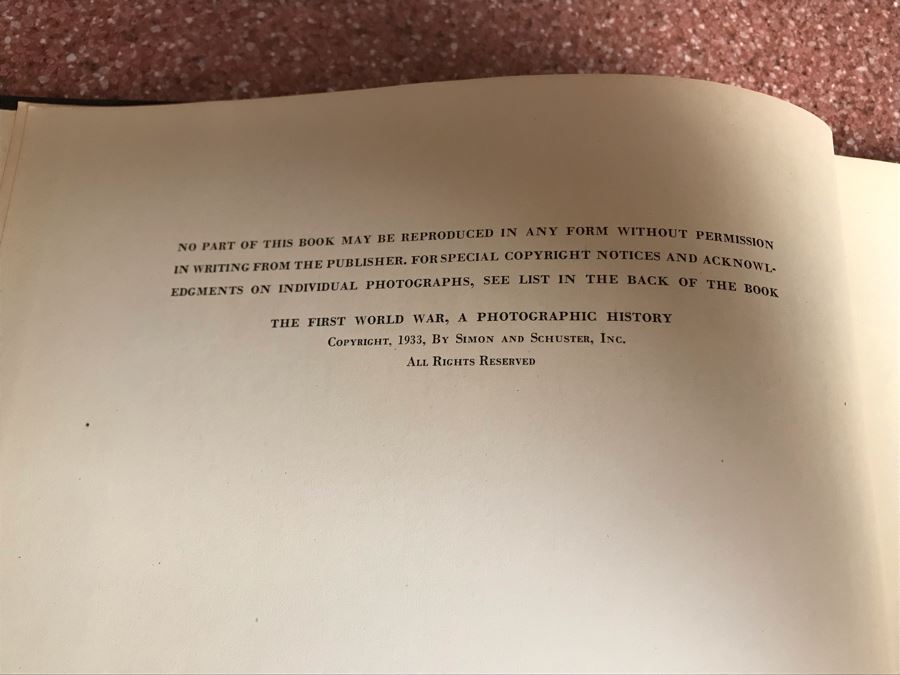 NO PART OF THIS BOOK MAY BE REPRODUCED IN ANY FORM WITHOUT PERMISSION
IN WRITING FROM THE PUBLISHER. FOR SPECIAL COPYRIGHT NOTICES AND ACKNOWL-
EDGMENTS ON INDIVIDUAL PHOTOGRAPHS, SEE LIST IN THE BACK OF THE BOOK
THE FIRST WORLD WAR, A PHOTOGRAPHIC HISTORY
COPYRIGHT, 1933, BY SIMON AND SCHUSTER, INC.
ALL RIGHTS RESERVED